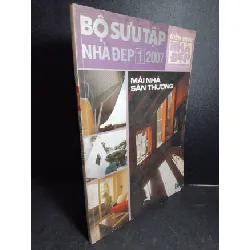 BỘ SƯU TẬP
NHÀ ĐẸP 1 2007
MÁI NHÀ
SÂN THƯỢNG